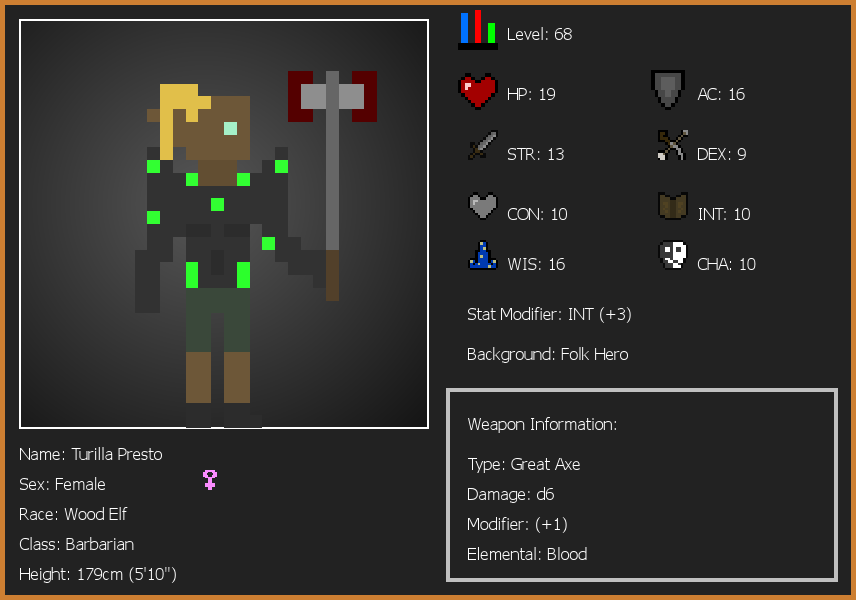 Level: 68
HP: 19
AC: 16
STR: 13
DEX: 9
CON: 10
INT: 10
WIS: 16
CHA: 10
Stat Modifier: INT (+3)
Background: Folk Hero
Weapon Information:
Type: Great Axe
Damage: d6
Modifier: (+1)
Elemental: Blood
Name: Turilla Presto
Sex: Female
Race: Wood Elf
Class: Barbarian
Height: 179cm (5'10")